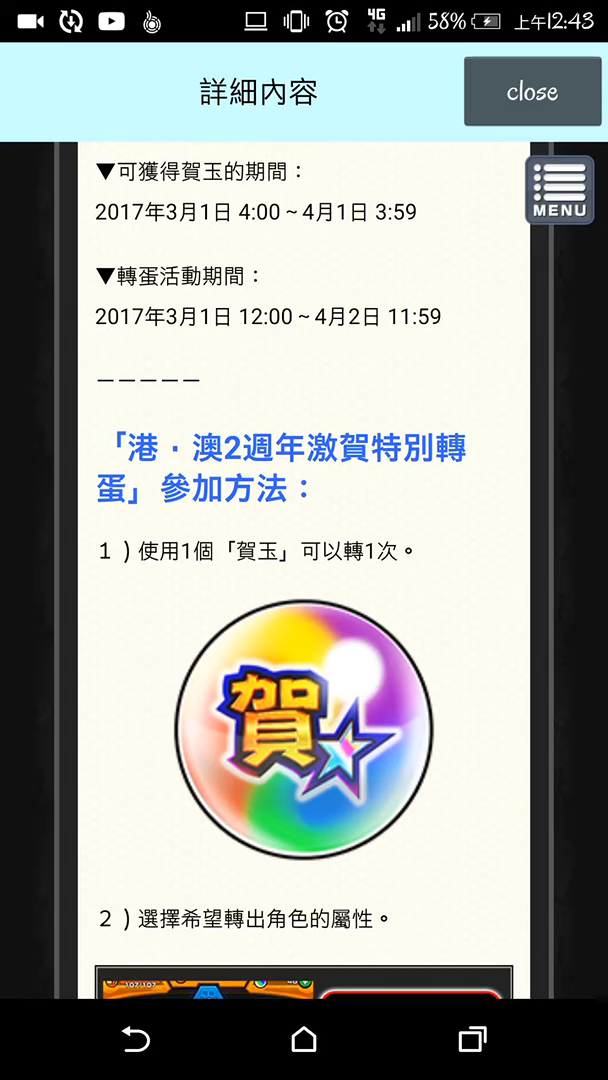 4G
58%
上午12:43
詳細內容
close
▼可獲得賀玉的期間：
MENU
2017年3月1日 4:00 ~ 4月1日 3:59
▼轉蛋活動期間：
2017年3月1日 12:00 ~ 4月2日 11:59
－－－－－
「港．澳2週年激賀特別轉
蛋」參加方法：
１）使用1個「賀玉」可以轉1次。
賀
２）選擇希望轉出角色的屬性。
107/107